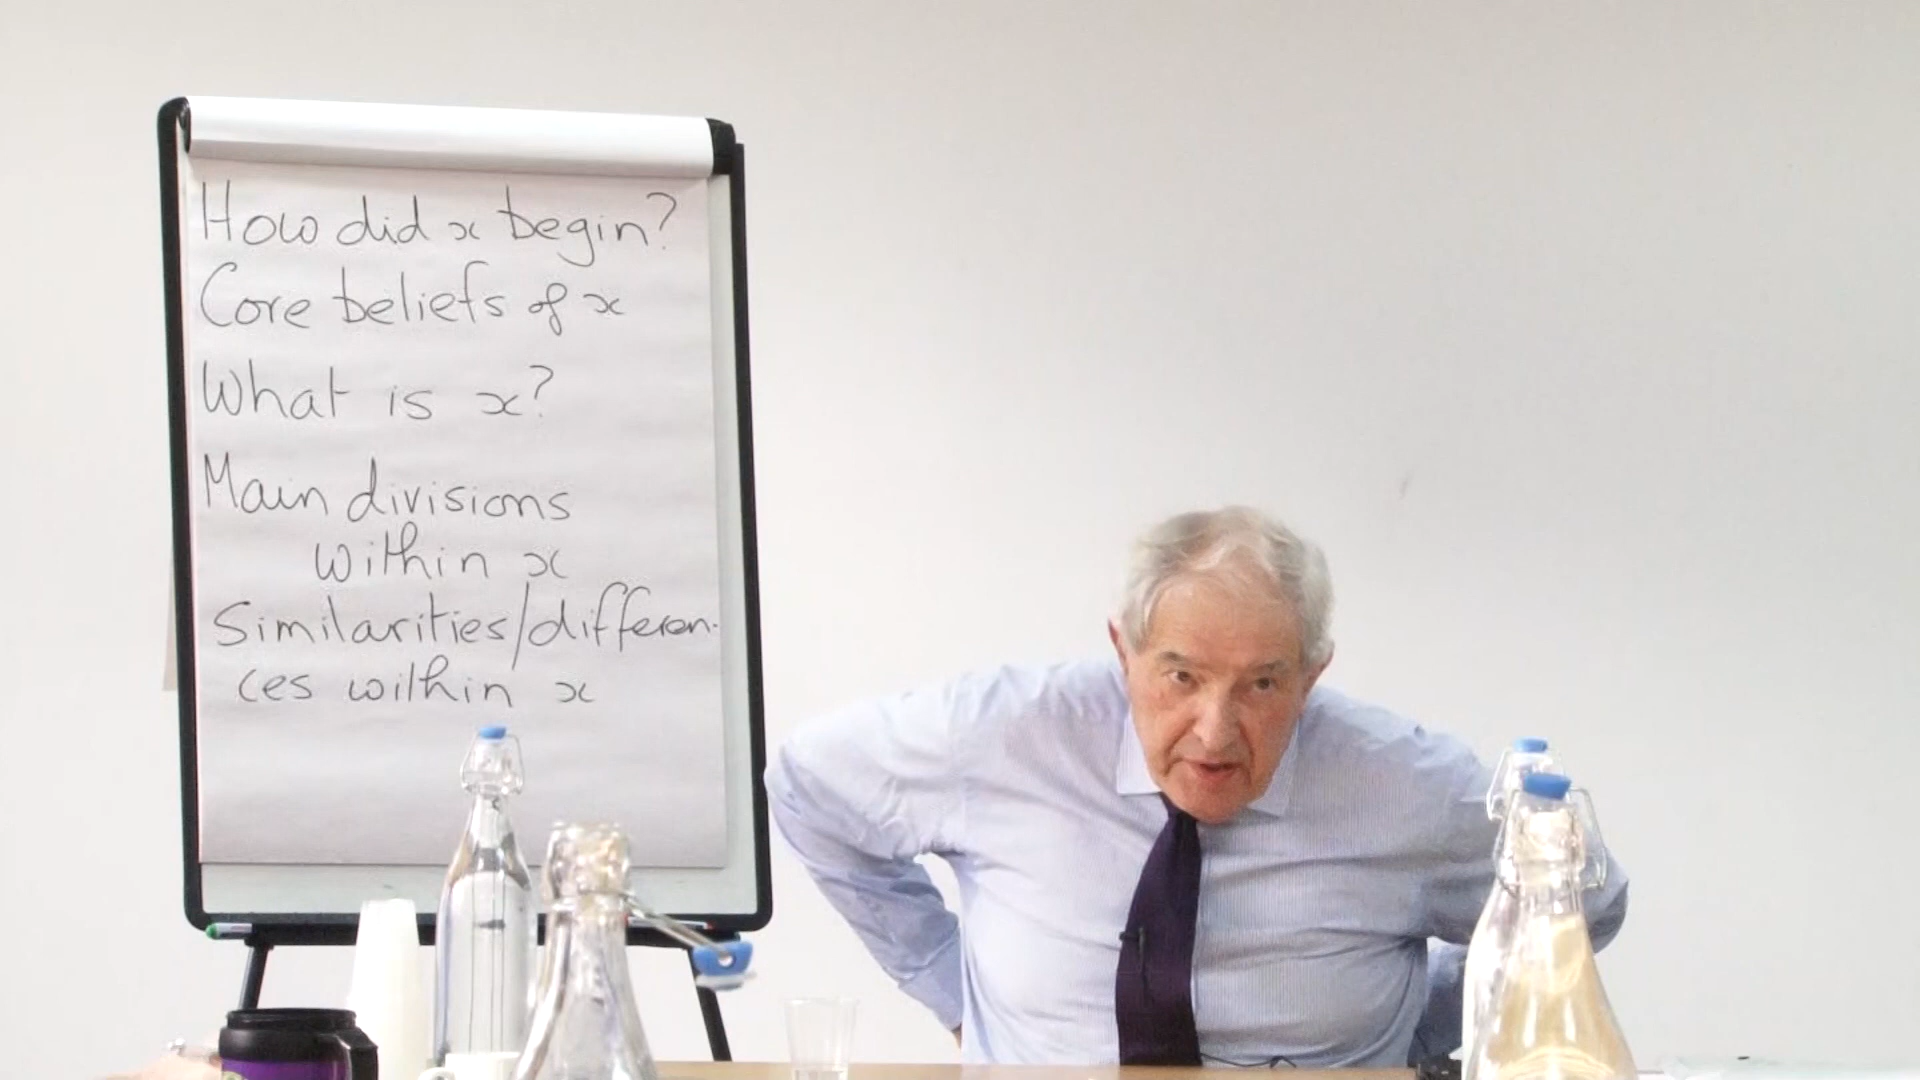 How did x begin?
Core beliefs of x
What is x?
Main divisions
within x
Similarities/differen-
ces within x